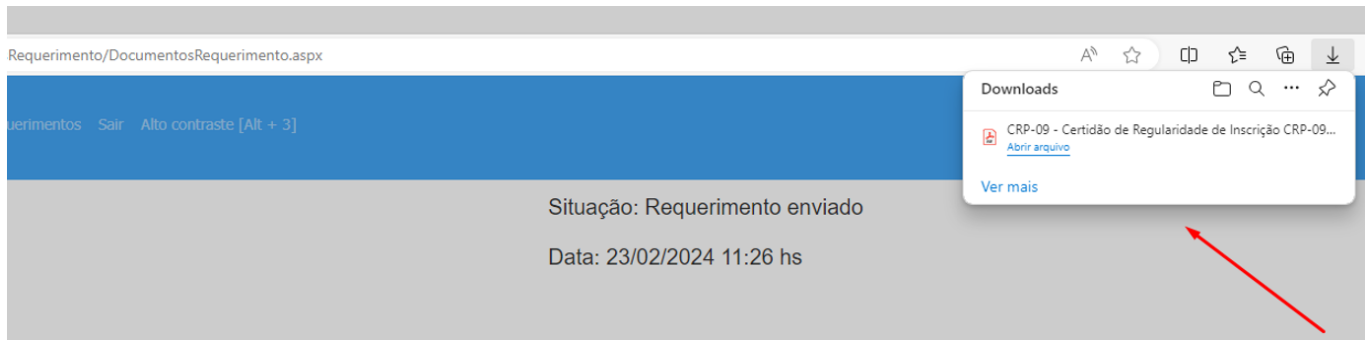 Requerimento/DocumentosRequerimento.aspx
Downloads
uerimentos Sair Alto contraste [Alt + 3]
CRP-09 - Certidão de Regularidade de Inscrição CRP-09...
Abrir arquivo
Ver mais
Situação: Requerimento enviado
Data: 23/02/2024 11:26 hs